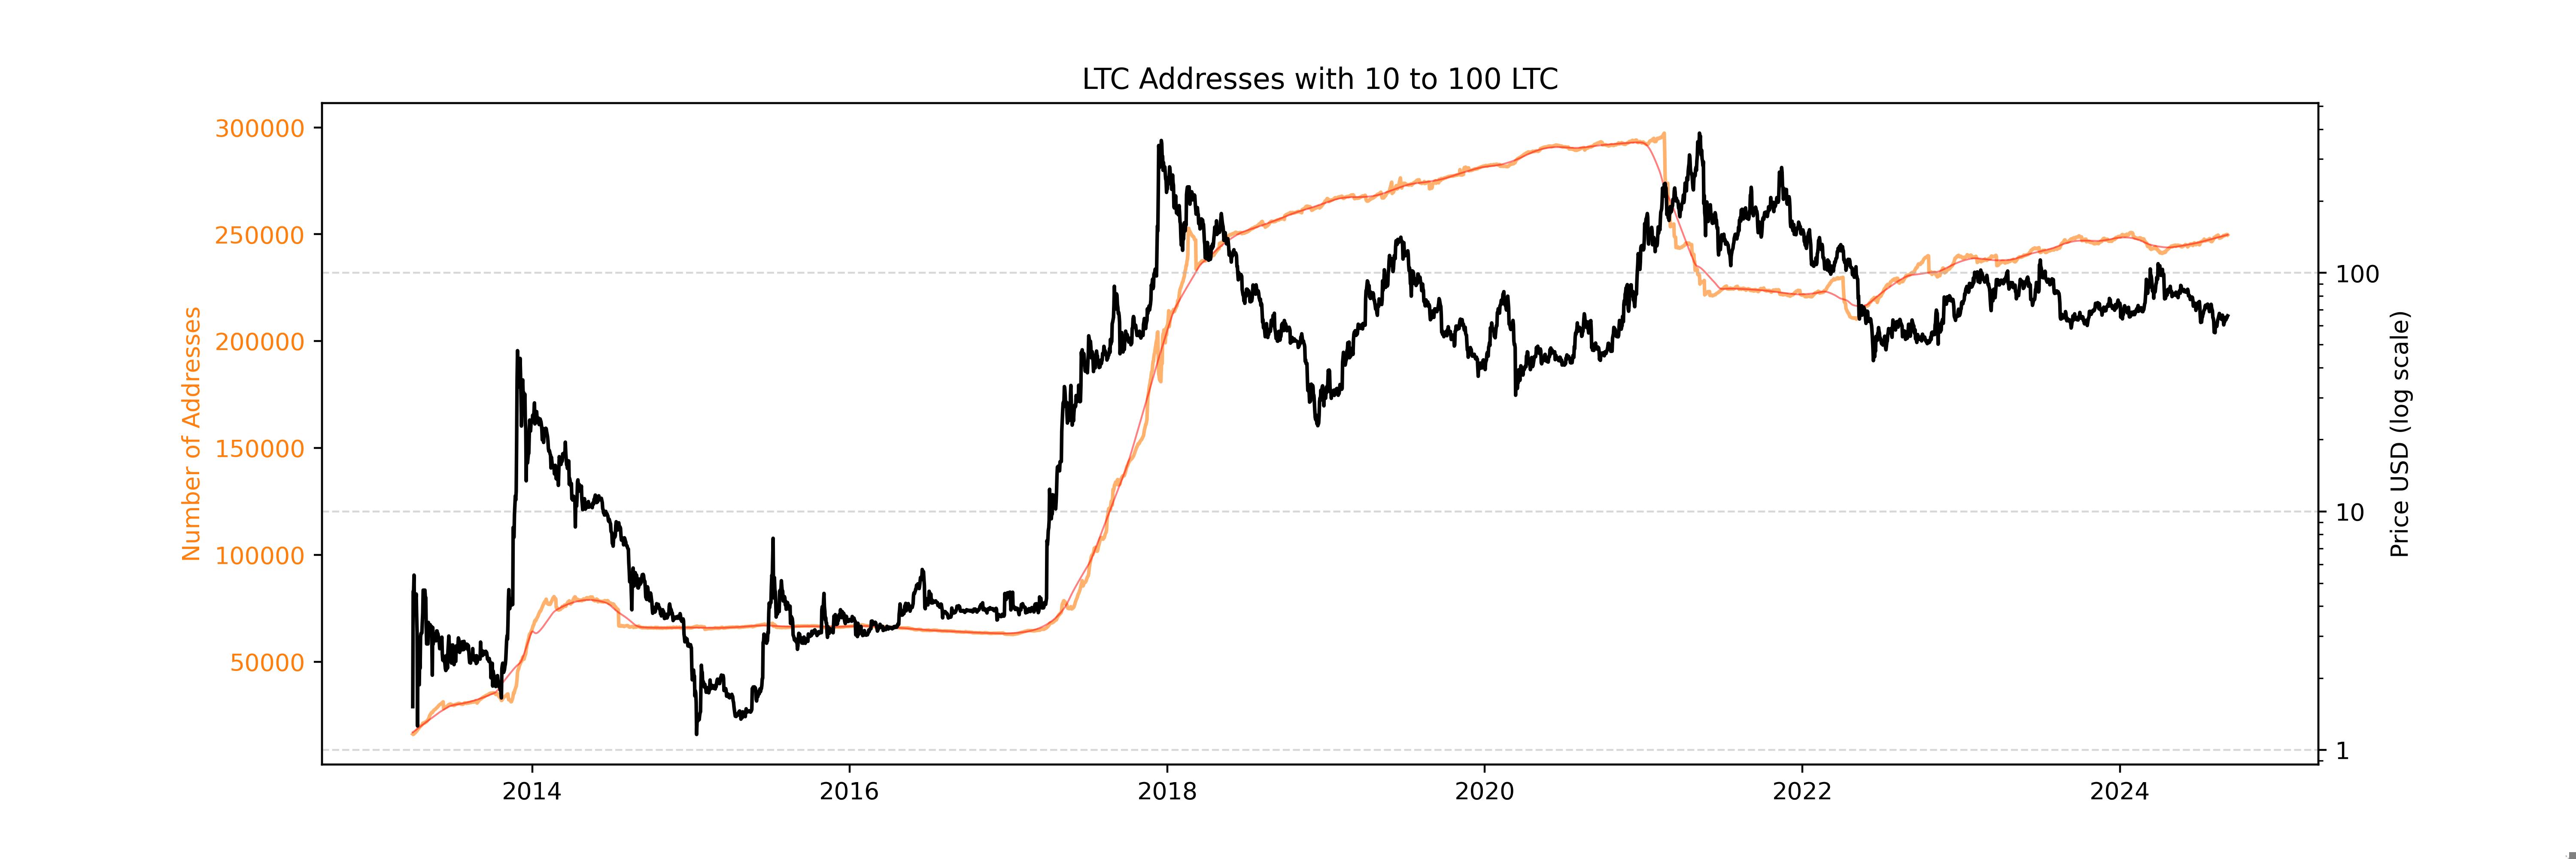 LTC Addresses with 10 to 100 LTC
Number of Addresses
300000
250000
200000
150000
100000
50000
100
10
1
Price USD (log scale)
2014 2016 2018 2020 2022 2024